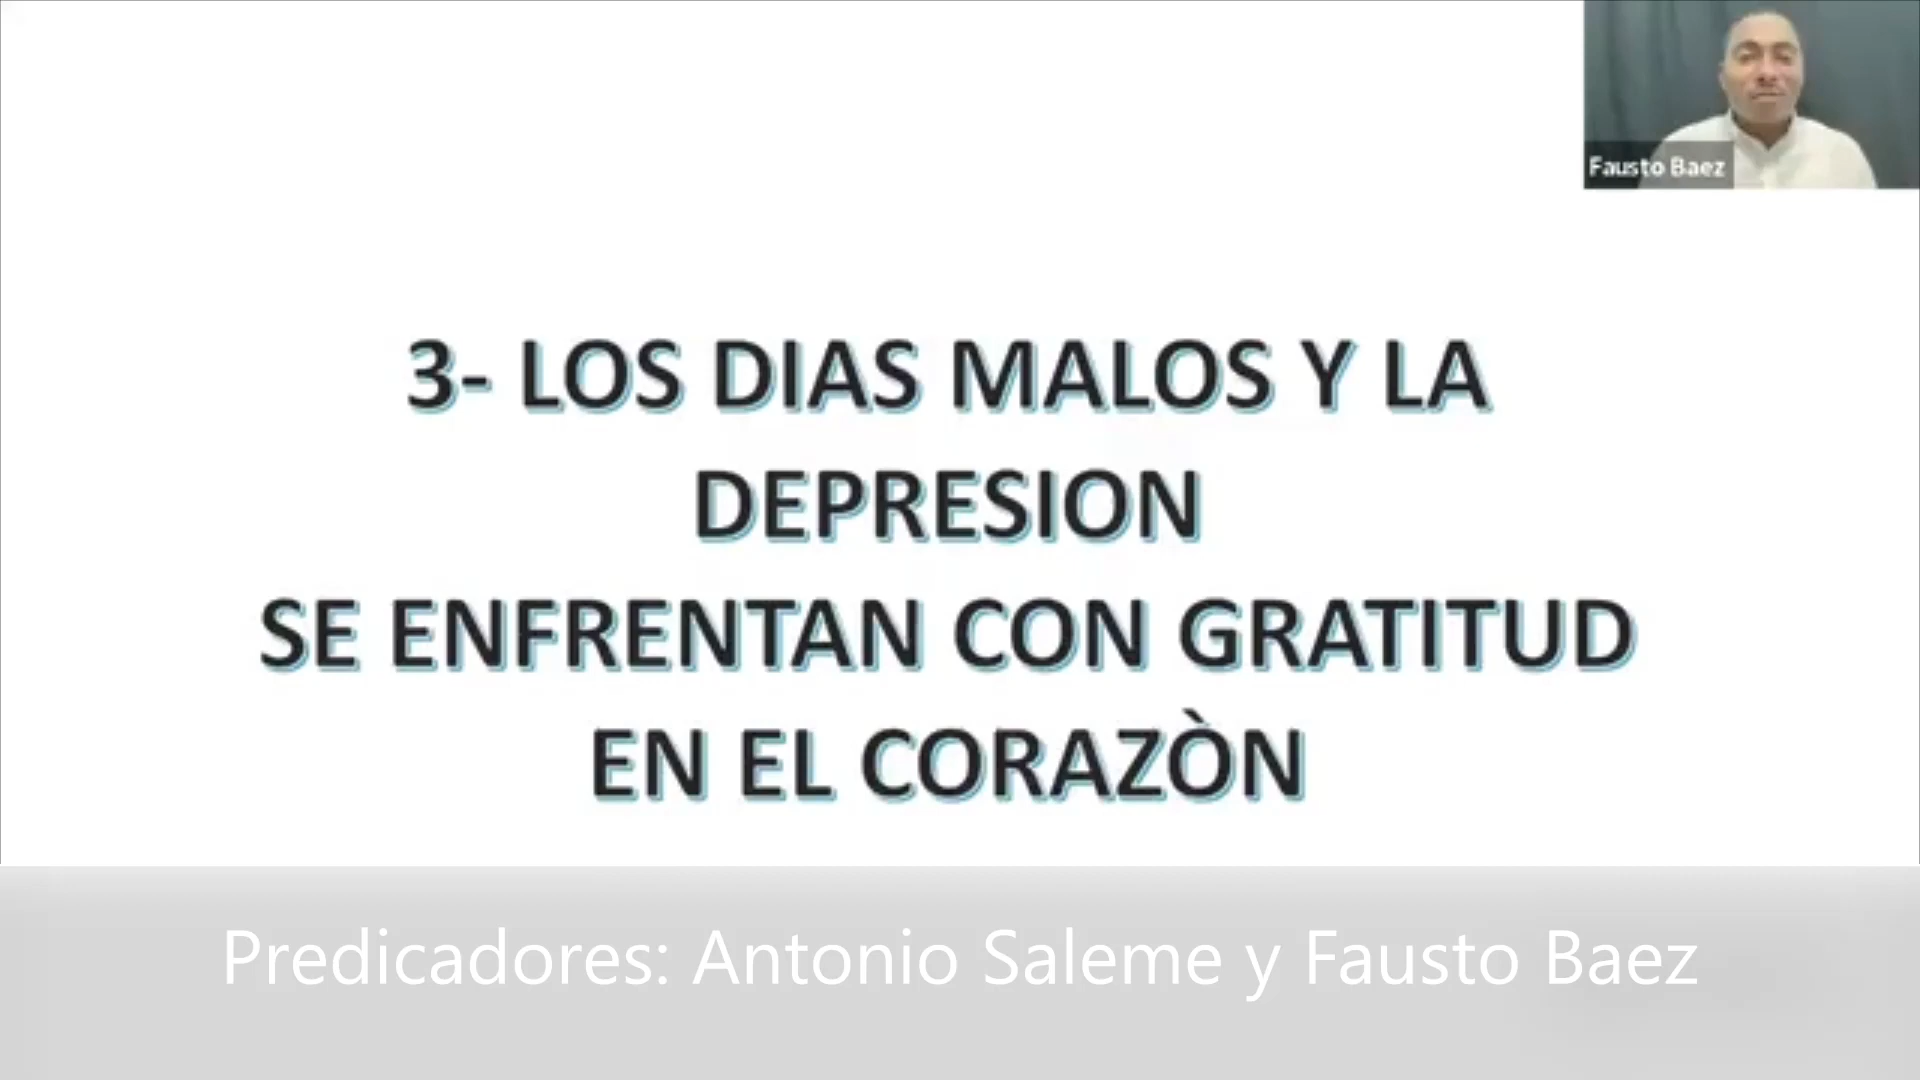 Fausto Baez
3- LOS DIAS MALOS Y LA
DEPRESION
SE ENFRENTAN CON GRATITUD
EN EL CORAZÒN
Predicadores: Antonio Saleme y Fausto Baez